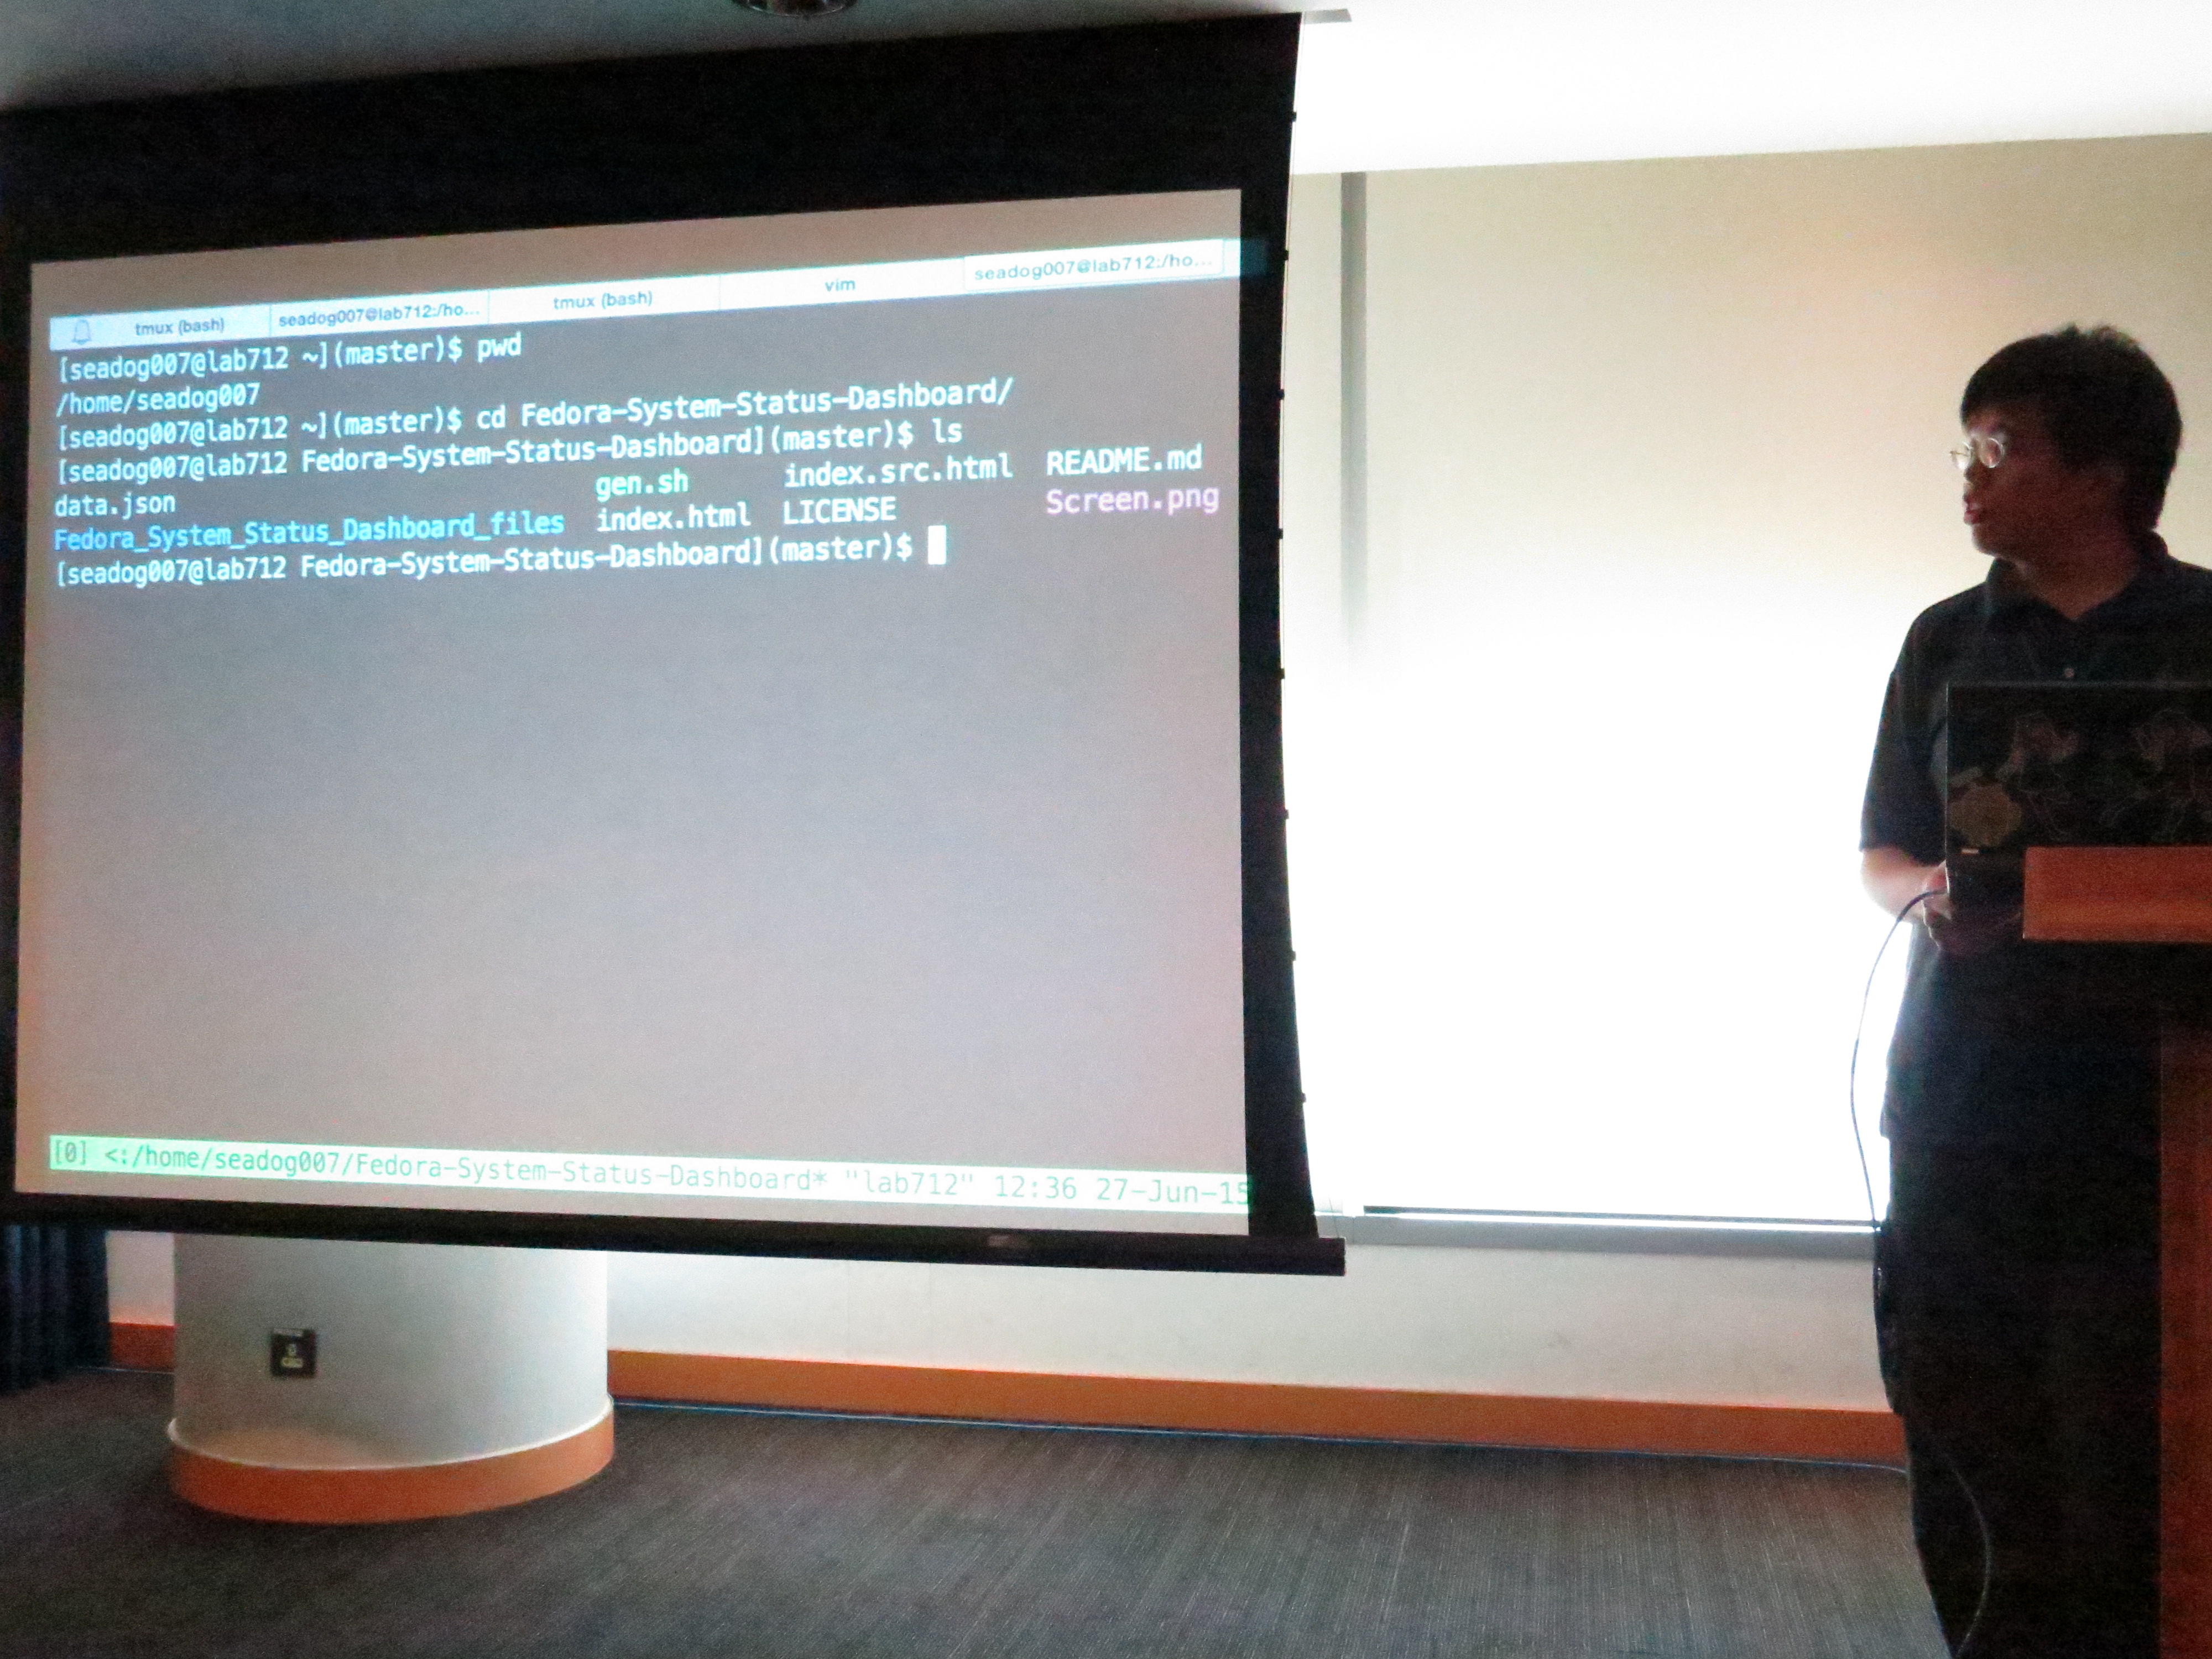 tmux (bash) seadog007@lab712:/ho... tmux (bash) vim seadog007@lab712:/ho...
[seadog007@lab712 ~](master)$ pwd
/home/seadog007
[seadog007@lab712 ~](master)$ cd Fedora-System-Status-Dashboard/
[seadog007@lab712 Fedora-System-Status-Dashboard](master)$ ls
data.json gen.sh index.src.html README.md
Fedora_System_Status_Dashboard_files index.html LICENSE Screen.png
[seadog007@lab712 Fedora-System-Status-Dashboard](master)$
[0] <:/home/seadog007/Fedora-System-Status-Dashboard* "lab712" 12:36 27-Jun-15